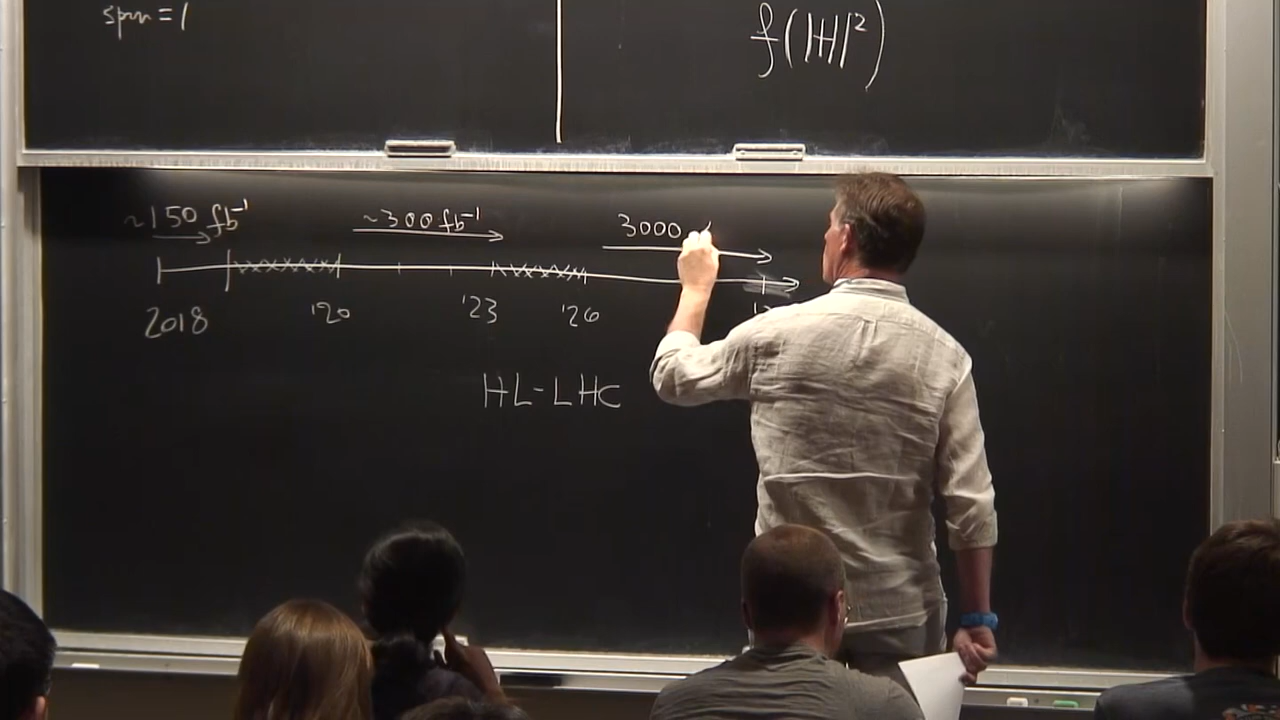 spin = 1
f(|H|²)
~150 fb⁻¹
~300 fb⁻¹
3000
2018 '20 '23 '26
HL-LHC